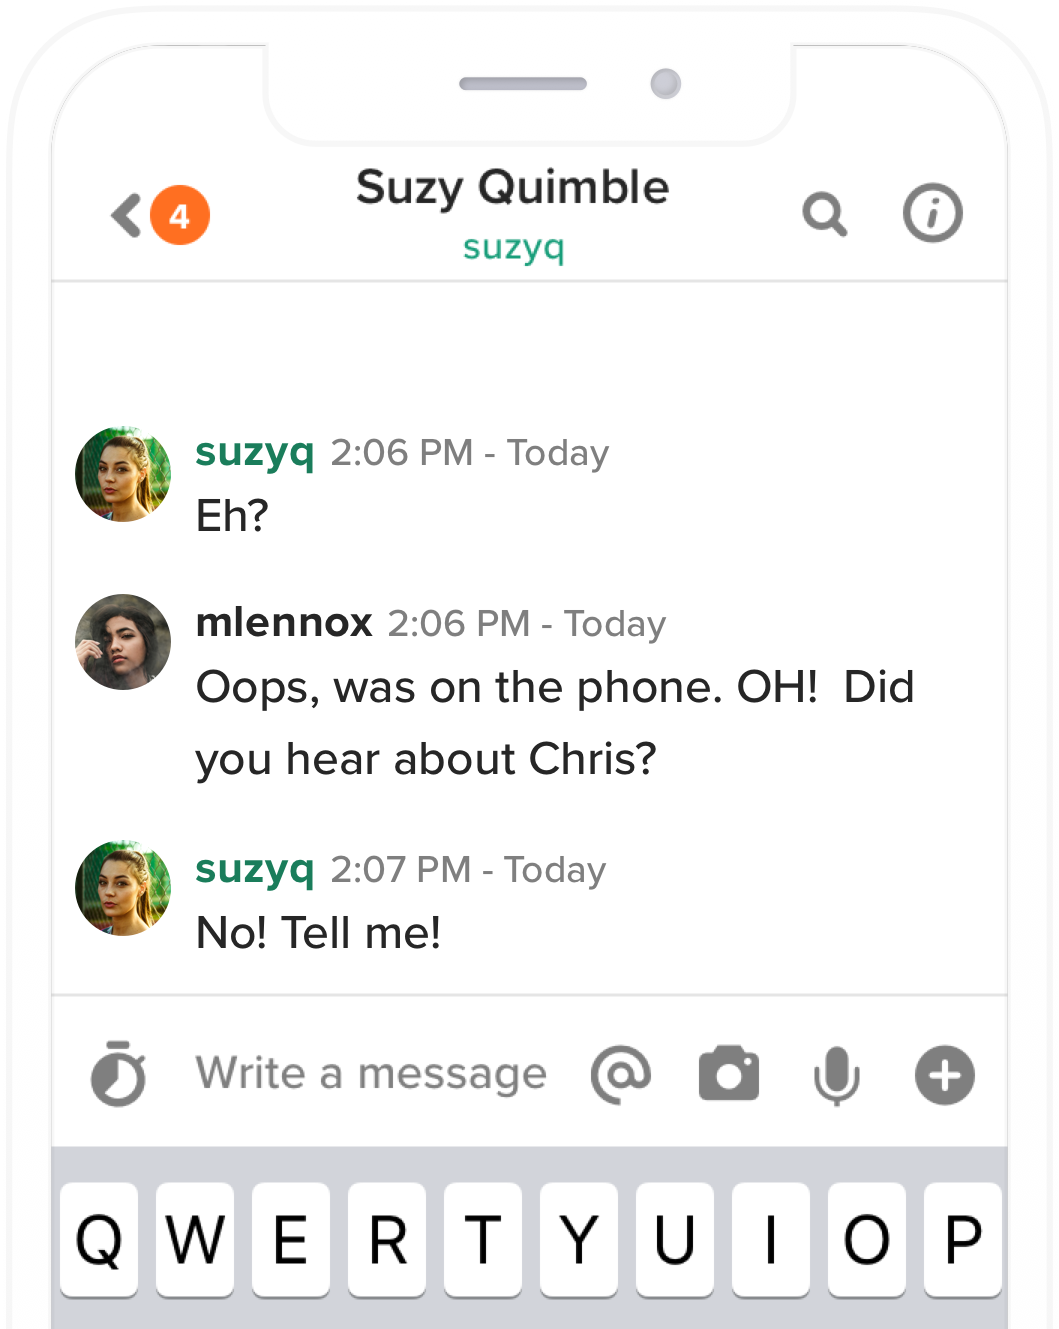 Suzy Quimble
4
suzyq
suzyq 2:06 PM - Today
Eh?
mlennox 2:06 PM - Today
Oops, was on the phone. OH!  Did
you hear about Chris?
suzyq 2:07 PM - Today
No! Tell me!
Write a message
Q W E R T Y U I O P